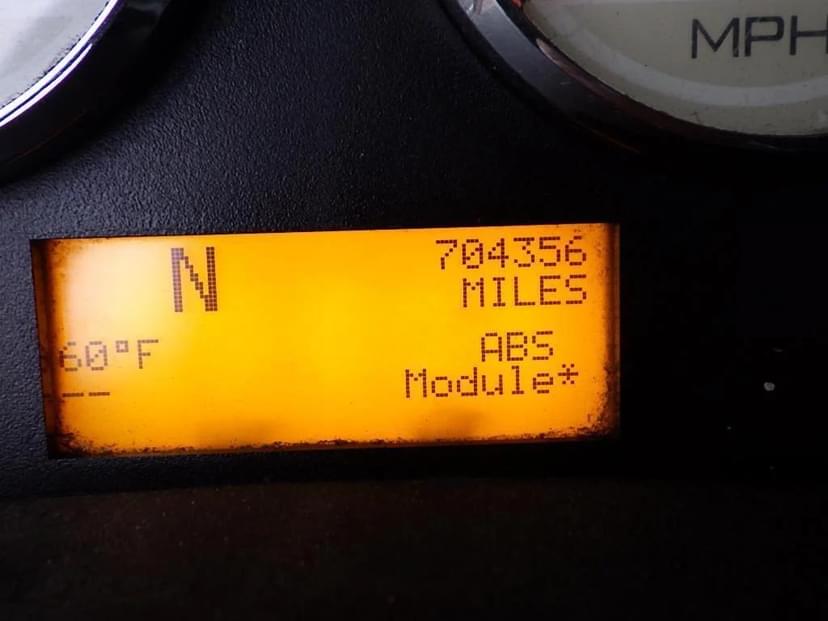 MPH
N
704356
MILES
60°F
ABS
--
Module*